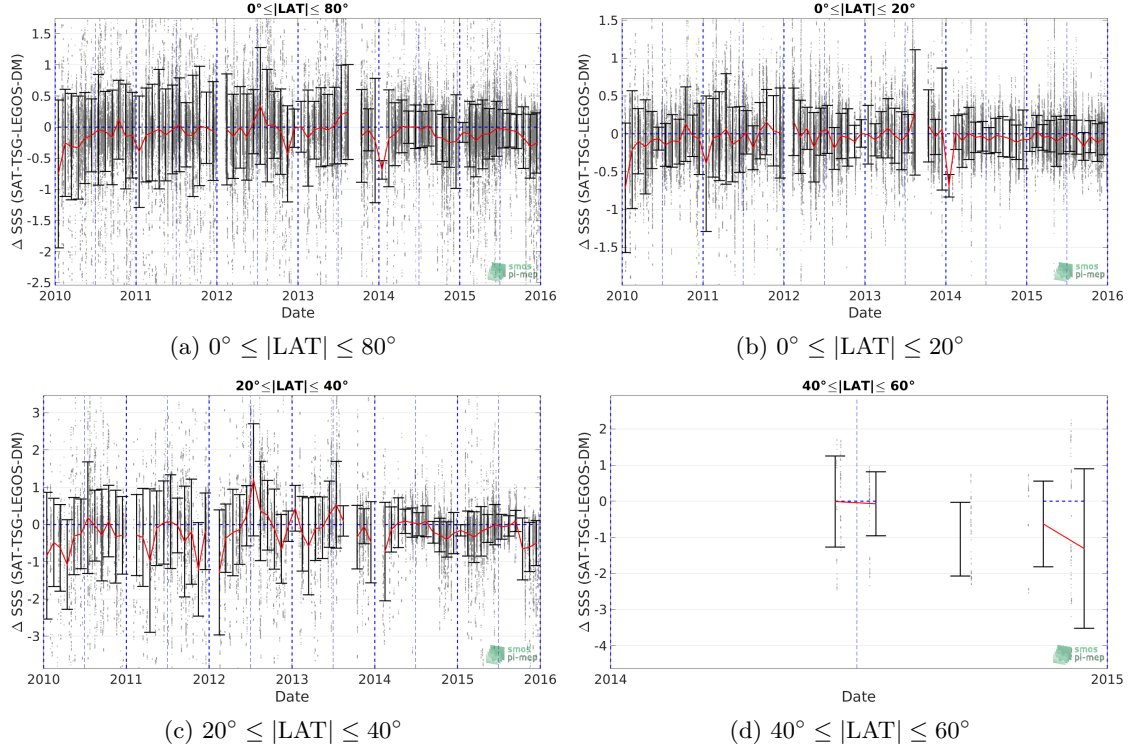 0°≤|LAT|≤ 80°
Δ SSS (SAT-TSG-LEGOS-DM)
1.5
1
0.5
0
-0.5
-1
-1.5
-2
-2.5
smos
pi-mep
2010 2011 2012 2013 2014 2015 2016
Date
(a) 0° ≤ |LAT| ≤ 80°
0°≤|LAT|≤ 20°
Δ SSS (SAT-TSG-LEGOS-DM)
1.5
1
0.5
0
-0.5
-1
-1.5
smos
pi-mep
2010 2011 2012 2013 2014 2015 2016
Date
(b) 0° ≤ |LAT| ≤ 20°
20°≤|LAT|≤ 40°
Δ SSS (SAT-TSG-LEGOS-DM)
3
2
1
0
-1
-2
-3
smos
pi-mep
2010 2011 2012 2013 2014 2015 2016
Date
(c) 20° ≤ |LAT| ≤ 40°
40°≤|LAT|≤ 60°
Δ SSS (SAT-TSG-LEGOS-DM)
2
1
0
-1
-2
-3
-4
smos
pi-mep
2014 2015
Date
(d) 40° ≤ |LAT| ≤ 60°